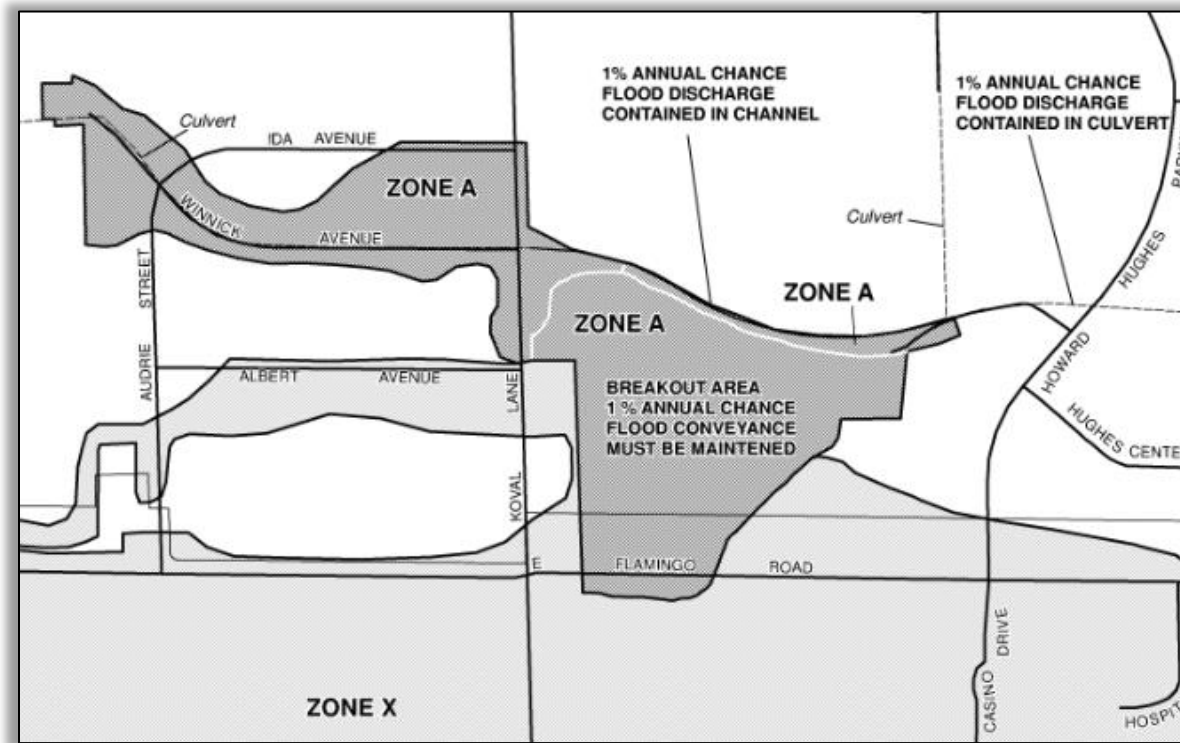 1% ANNUAL CHANCE
FLOOD DISCHARGE
CONTAINED IN CHANNEL
1% ANNUAL CHANCE
FLOOD DISCHARGE
CONTAINED IN CULVERT
Culvert
IDA AVENUE
ZONE A
WINNICK AVENUE
Culvert
HUGHES
ZONE A
ZONE A
AUDRIE STREET
ALBERT AVENUE
KOVAL LANE
BREAKOUT AREA
1 % ANNUAL CHANCE
FLOOD CONVEYANCE
MUST BE MAINTENED
HOWARD
HUGHES CENTE
E FLAMINGO ROAD
CASINO DRIVE
ZONE X
HOSPIT